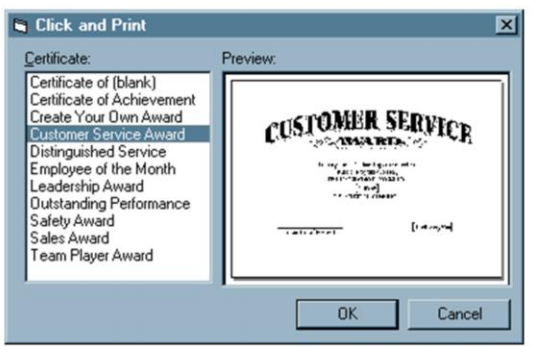 Click and Print
Certificate:
Certificate of (blank)
Certificate of Achievement
Create Your Own Award
Customer Service Award
Distinguished Service
Employee of the Month
Leadership Award
Outstanding Performance
Safety Award
Sales Award
Team Player Award
Preview:
CUSTOMER SERVICE
AWARD
OK
Cancel